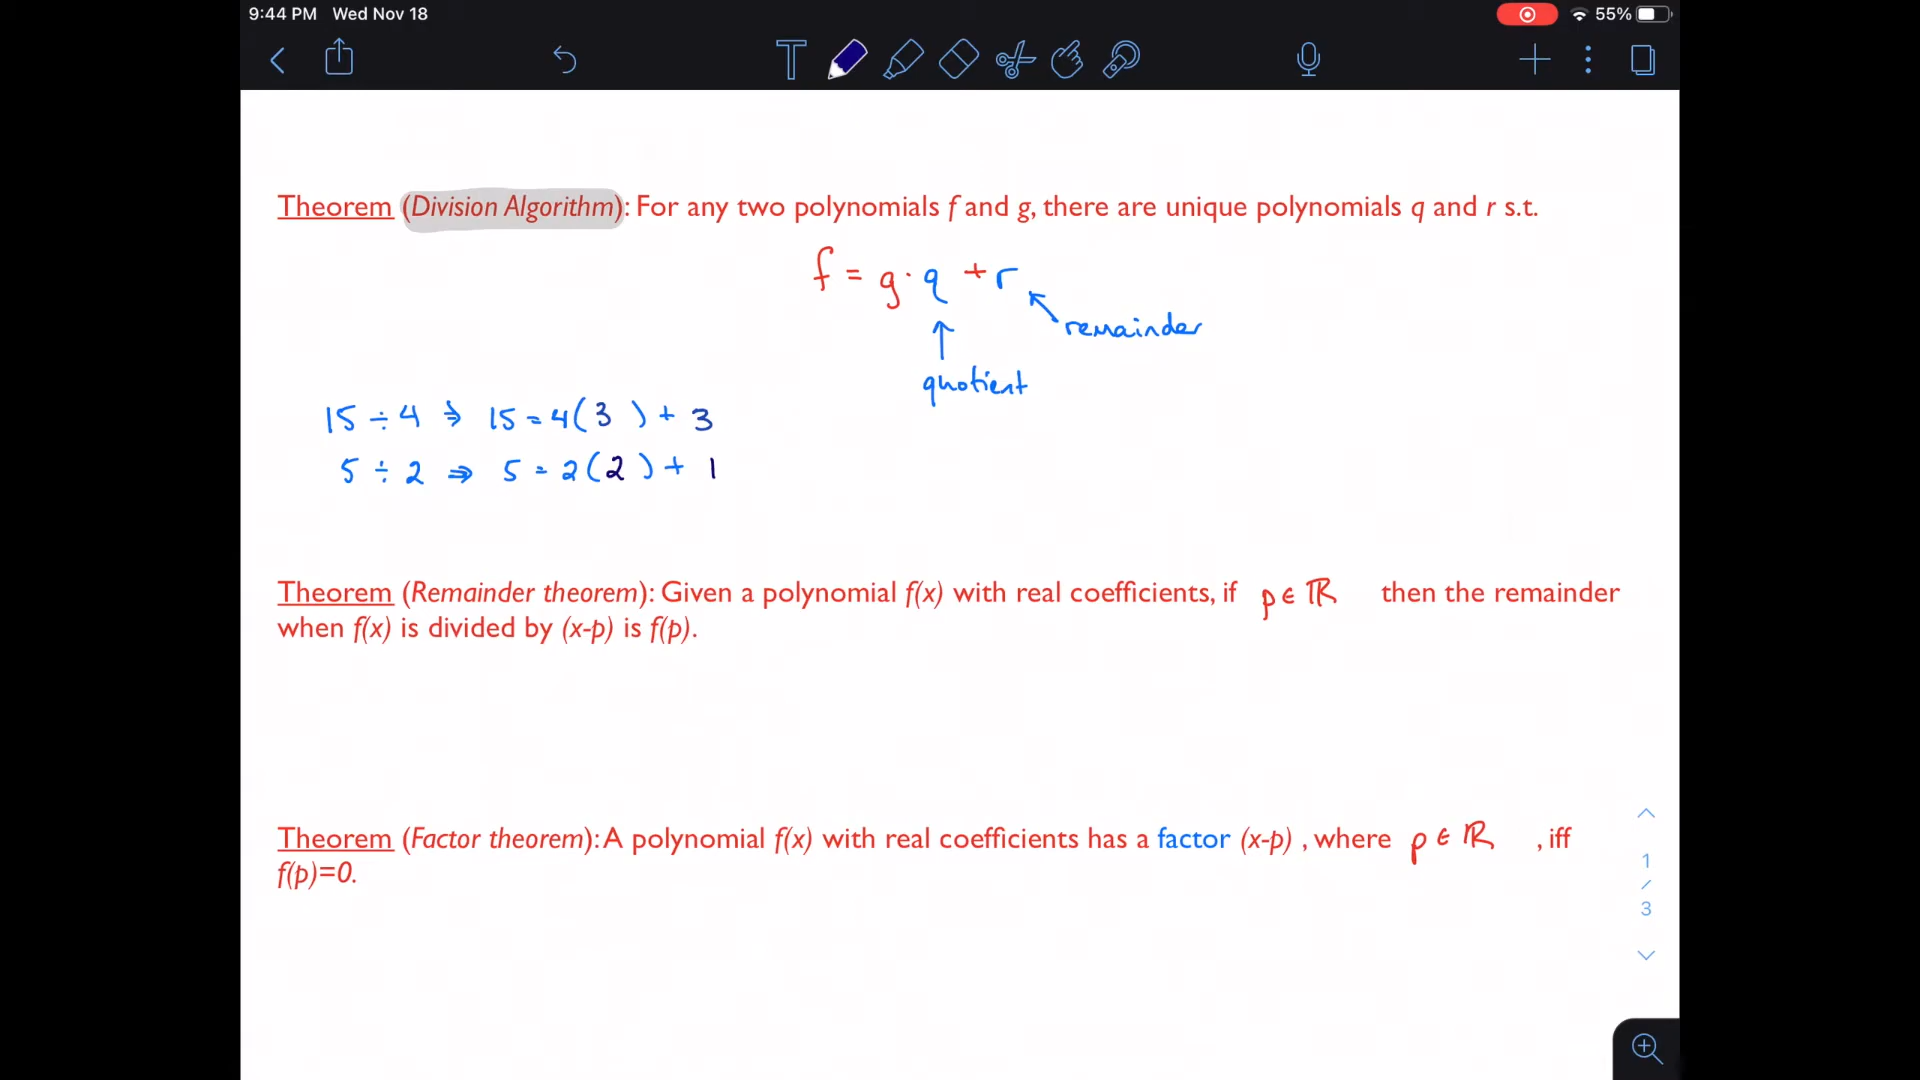 9:44 PM Wed Nov 18
55%
T
Theorem (Division Algorithm): For any two polynomials f and g, there are unique polynomials q and r s.t.
f = g · q + r
remainder
quotient
15 ÷ 4 ⇒ 15 = 4( 3 ) + 3
5 ÷ 2 ⇒ 5 = 2( 2 ) + 1
Theorem (Remainder theorem): Given a polynomial f(x) with real coefficients, if p ∈ ℝ then the remainder
when f(x) is divided by (x-p) is f(p).
Theorem (Factor theorem): A polynomial f(x) with real coefficients has a factor (x-p) , where p ∈ ℝ , iff
f(p)=0.
1
/
3